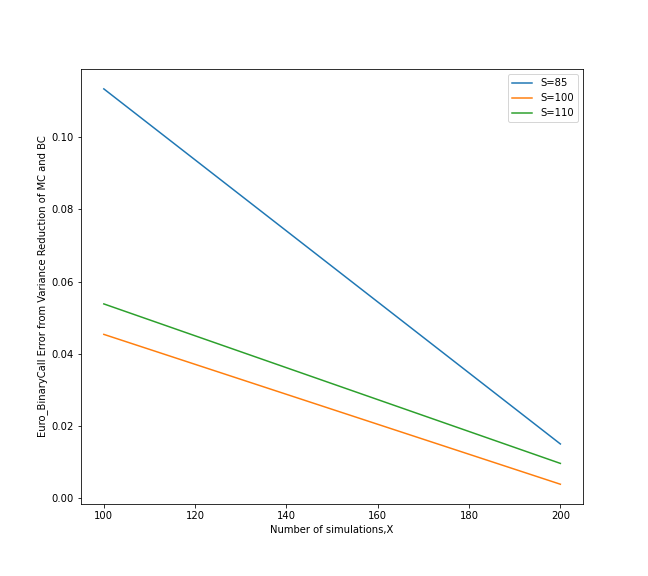 S=85
S=100
S=110
0.10
0.08
0.06
0.04
0.02
0.00
Euro_BinaryCall Error from Variance Reduction of MC and BC
100 120 140 160 180 200
Number of simulations,X